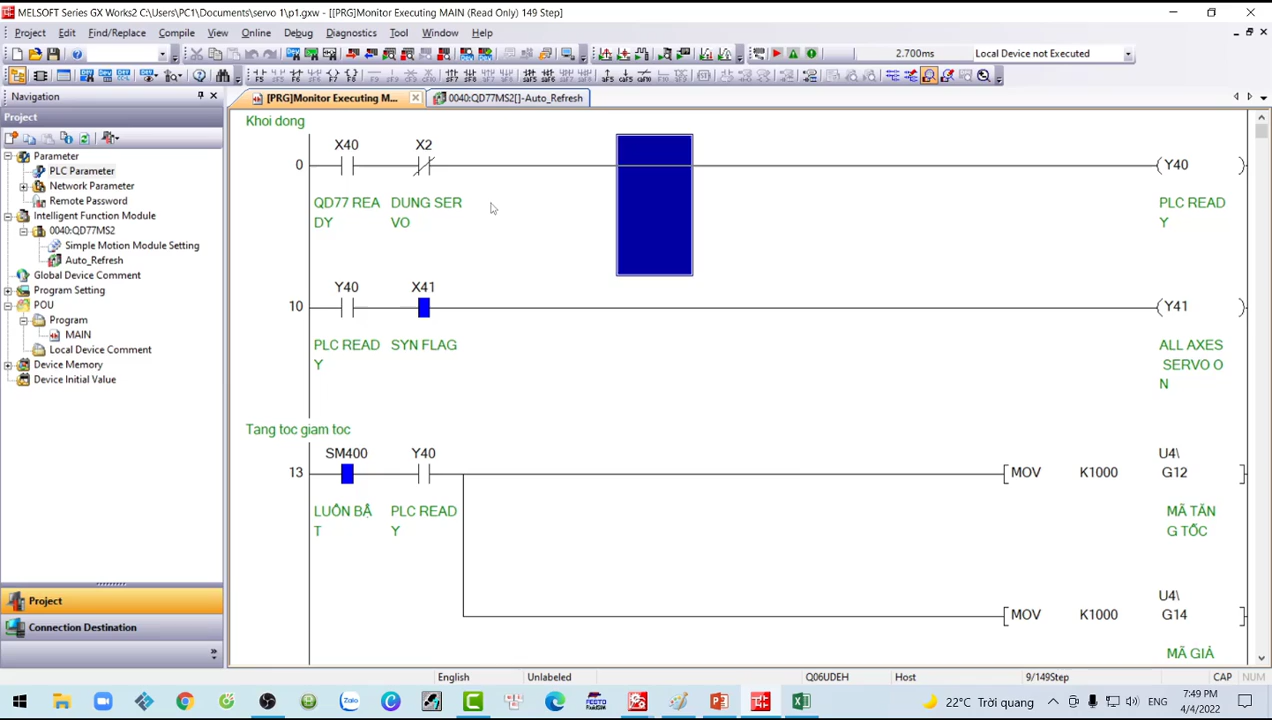 MELSOFT Series GX Works2 C:\Users\PC1\Documents\servo 1\p1.gxw - [[PRG]Monitor Executing MAIN (Read Only) 149 Step]
Project Edit Find/Replace Compile View Online Debug Diagnostics Tool Window Help
2.700ms Local Device not Executed
Navigation
[PRG]Monitor Executing M... 0040:QD77MS2[]-Auto_Refresh
Project
Parameter
PLC Parameter
Network Parameter
Remote Password
Intelligent Function Module
0040:QD77MS2
Simple Motion Module Setting
Auto_Refresh
Global Device Comment
Program Setting
POU
Program
MAIN
Local Device Comment
Device Memory
Device Initial Value
Project
Connection Destination
Khoi dong
X40 X2
0 Y40
QD77 REA DUNG SER PLC READ
DY VO Y
Y40 X41
10 Y41
PLC READ SYN FLAG ALL AXES
Y SERVO O
N
Tang toc giam toc
SM400 Y40 U4\
13 MOV K1000 G12
LUÔN BẬ PLC READ MÃ TĂN
T Y G TỐC
U4\
MOV K1000 G14
MÃ GIẢ
English Unlabeled Q06UDEH Host 9/149Step CAP NUM
22°C Trời quang ENG 7:49 PM
4/4/2022